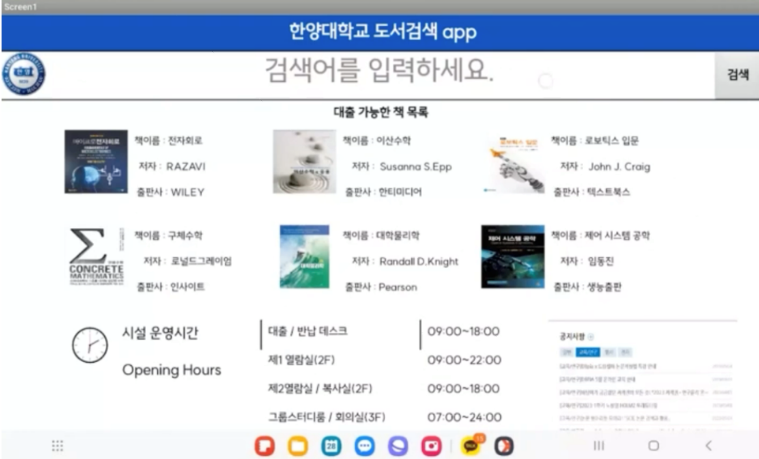 Screen1
한양대학교 도서검색 app
검색어를 입력하세요.
검색
대출 가능한 책 목록
책이름 : 전자회로
저자 : RAZAVI
출판사 : WILEY
책이름 : 이산수학
저자 : Susanna S.Epp
출판사 : 한티미디어
로보틱스 입문
책이름 : 로보틱스 입문
저자 : John J. Craig
출판사 : 텍스트북스
CONCRETE
MATHEMATICS
책이름 : 구체수학
저자 : 로널드그레이엄
출판사 : 인사이트
책이름 : 대학물리학
저자 : Randall D.Knight
출판사 : Pearson
제어 시스템 공학
책이름 : 제어 시스템 공학
저자 : 임동진
출판사 : 생능출판
시설 운영시간
Opening Hours
대출 / 반납 데스크 09:00~18:00
제1 열람실(2F) 09:00~22:00
제2열람실 / 복사실(2F) 09:00~18:00
그룹스터디룸 / 회의실(3F) 07:00~24:00
공지사항
28